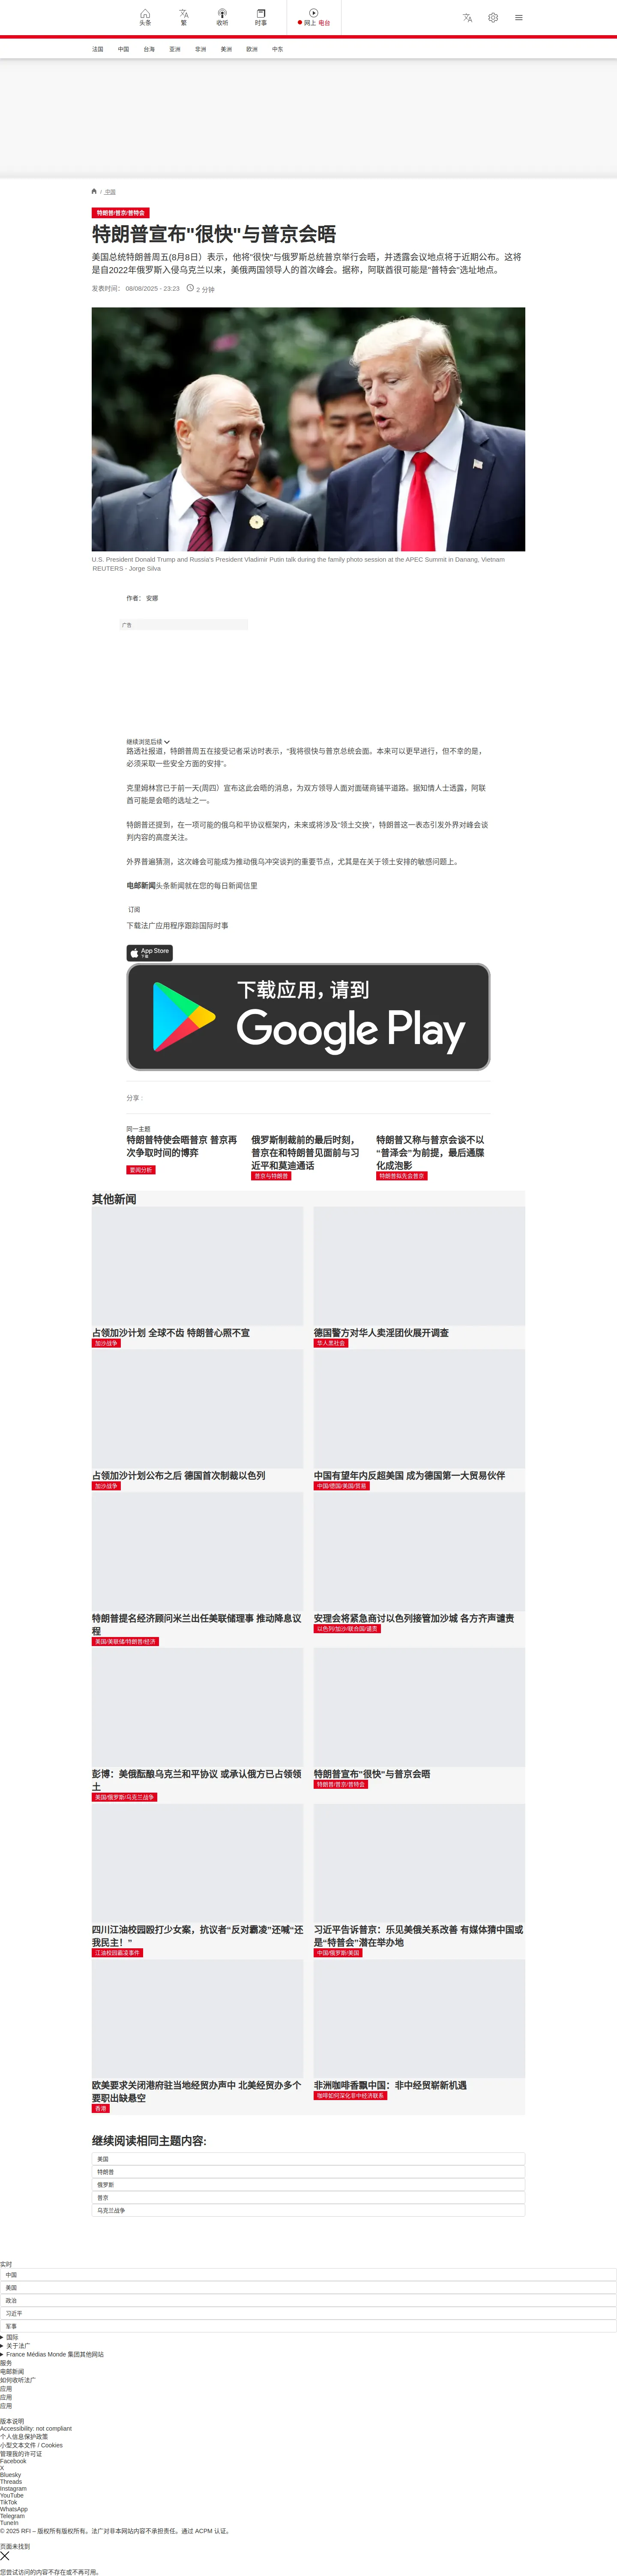 头条
繁
收听
时事
网上 电台
法国
中国
台海
亚洲
非洲
美洲
欧洲
中东
/ 中国
特朗普/普京/普特会
特朗普宣布"很快"与普京会晤
美国总统特朗普周五(8月8日）表示，他将"很快"与俄罗斯总统普京举行会晤，并透露会议地点将于近期公布。这将
是自2022年俄罗斯入侵乌克兰以来，美俄两国领导人的首次峰会。据称，阿联酋很可能是"普特会"选址地点。
发表时间： 08/08/2025 - 23:23 2 分钟
U.S. President Donald Trump and Russia's President Vladimir Putin talk during the family photo session at the APEC Summit in Danang, Vietnam
REUTERS - Jorge Silva
作者： 安娜
广告
继续浏览后续
路透社报道，特朗普周五在接受记者采访时表示，“我将很快与普京总统会面。本来可以更早进行，但不幸的是，
必须采取一些安全方面的安排”。
克里姆林宫已于前一天(周四）宣布这此会晤的消息，为双方领导人面对面磋商铺平道路。据知情人士透露，阿联
酋可能是会晤的选址之一。
特朗普还提到，在一项可能的俄乌和平协议框架内，未来或将涉及“领土交换”，特朗普这一表态引发外界对峰会谈
判内容的高度关注。
外界普遍猜测，这次峰会可能成为推动俄乌冲突谈判的重要节点，尤其是在关于领土安排的敏感问题上。
电邮新闻头条新闻就在您的每日新闻信里
订阅
下载法广应用程序跟踪国际时事
App Store
下载
下载应用，请到
Google Play
分享 :
同一主题
特朗普特使会晤普京 普京再
次争取时间的博弈
要闻分析
俄罗斯制裁前的最后时刻，
普京在和特朗普见面前与习
近平和莫迪通话
普京与特朗普
特朗普又称与普京会谈不以
“普泽会”为前提，最后通牒
化成泡影
特朗普拟先会普京
其他新闻
占领加沙计划 全球不齿 特朗普心照不宣
加沙战争
德国警方对华人卖淫团伙展开调查
华人黑社会
占领加沙计划公布之后 德国首次制裁以色列
加沙战争
中国有望年内反超美国 成为德国第一大贸易伙伴
中国/德国/美国/贸易
特朗普提名经济顾问米兰出任美联储理事 推动降息议
程
美国/美联储/特朗普/经济
安理会将紧急商讨以色列接管加沙城 各方齐声谴责
以色列/加沙/联合国/谴责
彭博：美俄酝酿乌克兰和平协议 或承认俄方已占领领
土
美国/俄罗斯/乌克兰战争
特朗普宣布"很快"与普京会晤
特朗普/普京/普特会
四川江油校园殴打少女案，抗议者“反对霸凌”还喊“还
我民主！”
江油校园霸凌事件
习近平告诉普京：乐见美俄关系改善 有媒体猜中国或
是“特普会”潜在举办地
中国/俄罗斯/美国
欧美要求关闭港府驻当地经贸办声中 北美经贸办多个
要职出缺悬空
香港
非洲咖啡香飘中国：非中经贸崭新机遇
咖啡如何深化非中经济联系
继续阅读相同主题内容:
美国
特朗普
俄罗斯
普京
乌克兰战争
实时
中国
美国
政治
习近平
军事
国际
关于法广
France Médias Monde 集团其他网站
服务
电邮新闻
如何收听法广
应用
应用
应用
版本说明
Accessibility: not compliant
个人信息保护政策
小型文本文件 / Cookies
管理我的许可证
Facebook
X
Bluesky
Threads
Instagram
YouTube
TikTok
WhatsApp
Telegram
TuneIn
© 2025 RFI – 版权所有版权所有。法广对非本网站内容不承担责任。通过 ACPM 认证。
页面未找到
您尝试访问的内容不存在或不再可用。